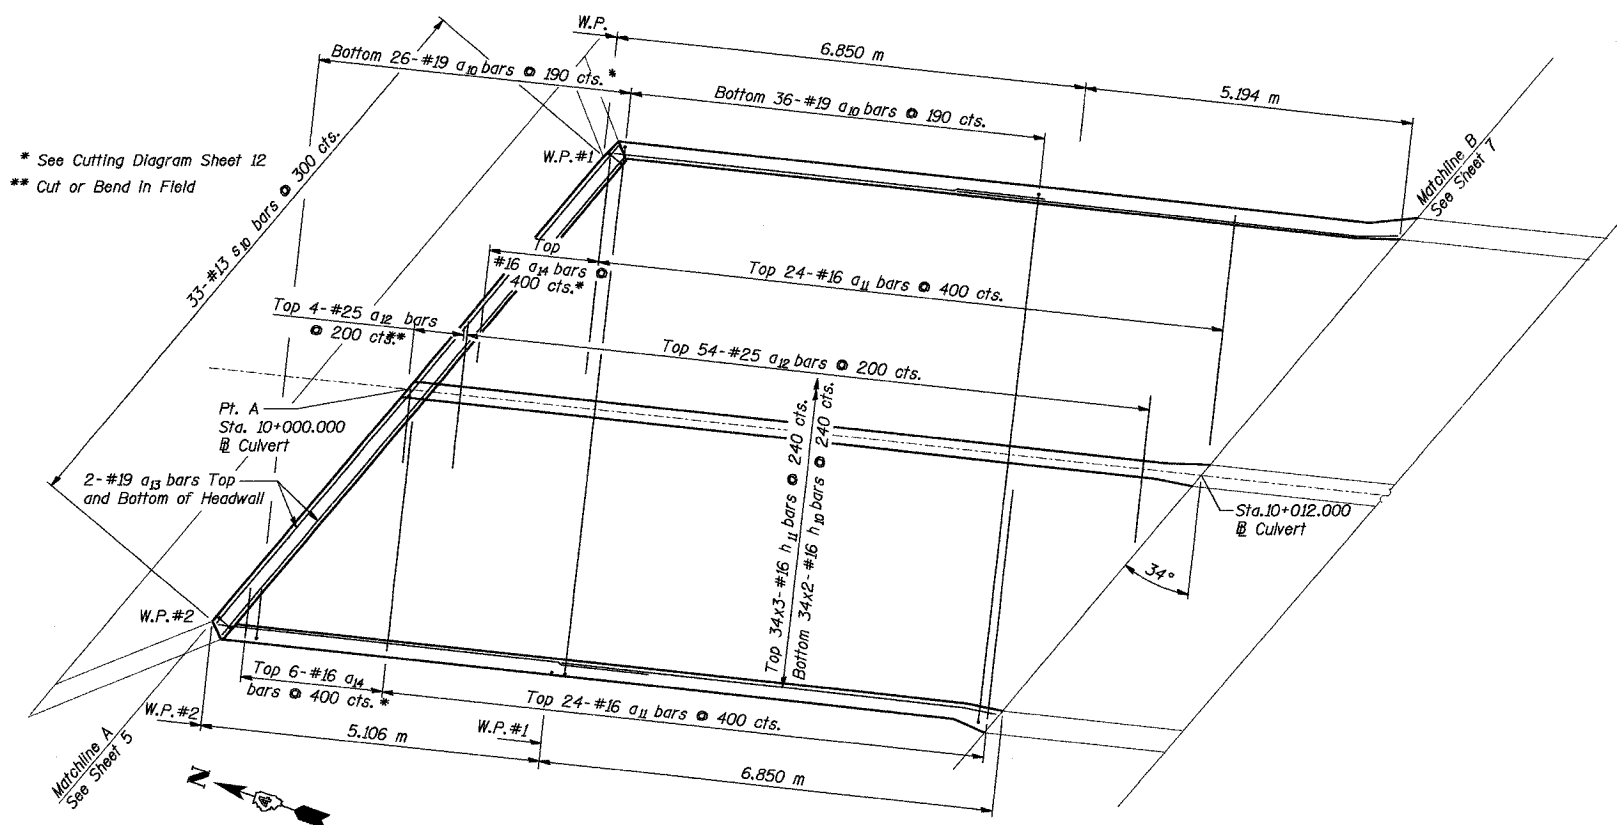 W.P.
6.850 m
Bottom 26-#19 a10 bars @ 190 cts.*
Bottom 36-#19 a10 bars @ 190 cts.
5.194 m
* See Cutting Diagram Sheet 12
** Cut or Bend in Field
33-#13 s10 bars @ 300 cts.
W.P.#1
Matchline B
See Sheet 7
Top
#16 a14 bars @
400 cts.*
Top 24-#16 a11 bars @ 400 cts.
Top 4-#25 a12 bars
@ 200 cts.**
Top 54-#25 a12 bars @ 200 cts.
Pt. A
Sta. 10+000.000
℄ Culvert
2-#19 a13 bars Top
and Bottom of Headwall
Top 34x3-#16 h11 bars @ 240 cts.
Bottom 34x2-#16 h10 bars @ 240 cts.
Sta.10+012.000
℄ Culvert
34°
W.P.#2
Top 6-#16 a14
bars @ 400 cts.*
Top 24-#16 a11 bars @ 400 cts.
W.P.#2
5.106 m
W.P.#1
6.850 m
Matchline A
See Sheet 5
N